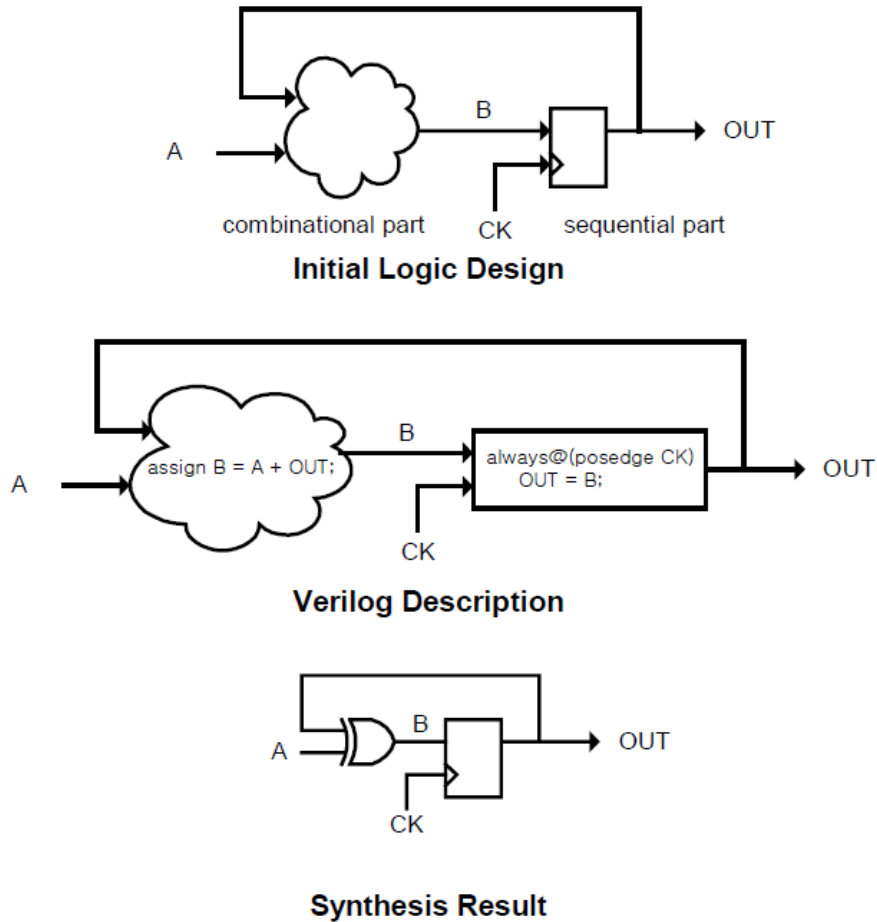 B
OUT
A
combinational part
CK
sequential part
Initial Logic Design
B
assign B = A + OUT;
always@(posedge CK)
OUT = B;
OUT
A
CK
Verilog Description
B
OUT
A
CK
Synthesis Result